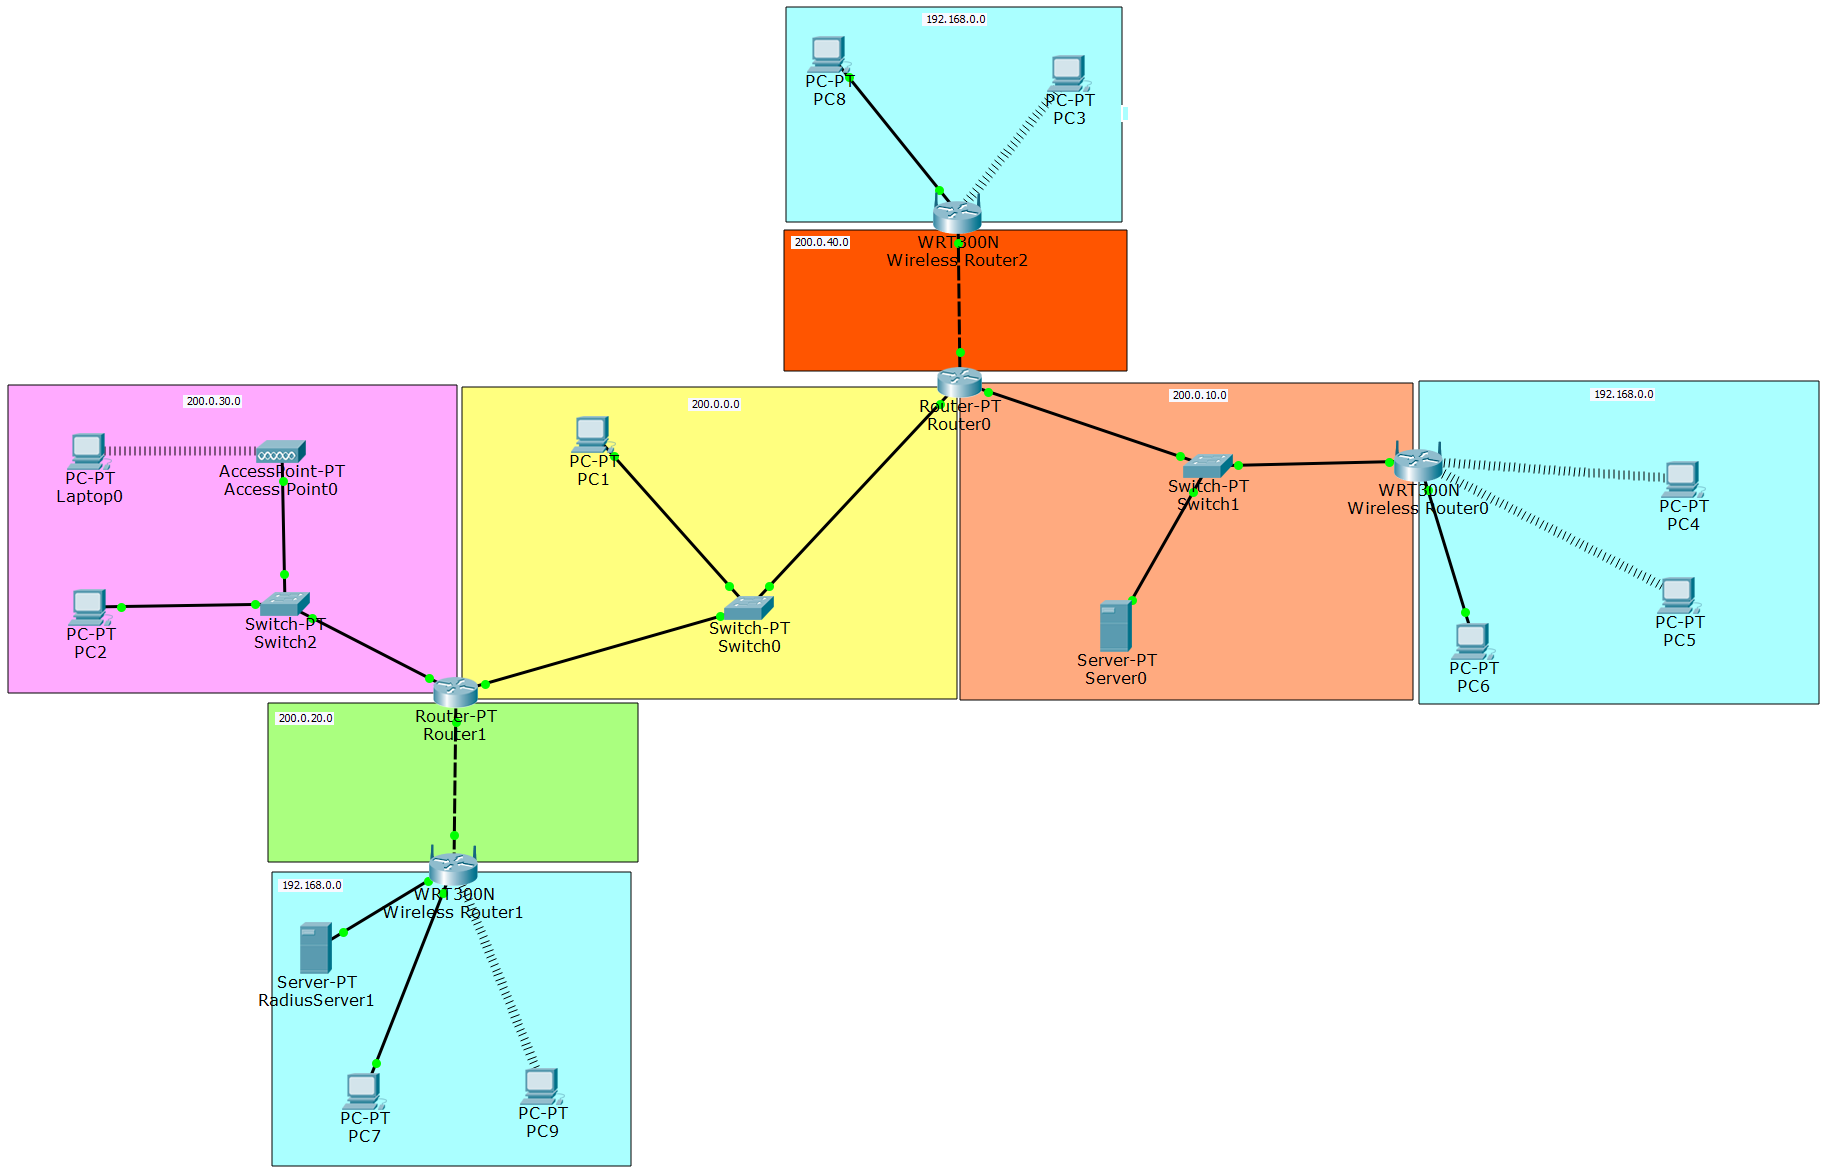 192.168.0.0
PC-PT
PC8
PC-PT
PC3
WRT300N
Wireless Router2
200.0.40.0
Router-PT
Router0
200.0.30.0
PC-PT
Laptop0
AccessPoint-PT
Access Point0
PC-PT
PC2
Switch-PT
Switch2
200.0.0.0
PC-PT
PC1
Switch-PT
Switch0
200.0.10.0
Switch-PT
Switch1
Server-PT
Server0
192.168.0.0
WRT300N
Wireless Router0
PC-PT
PC4
PC-PT
PC5
PC-PT
PC6
Router-PT
Router1
200.0.20.0
192.168.0.0
WRT300N
Wireless Router1
Server-PT
RadiusServer1
PC-PT
PC7
PC-PT
PC9